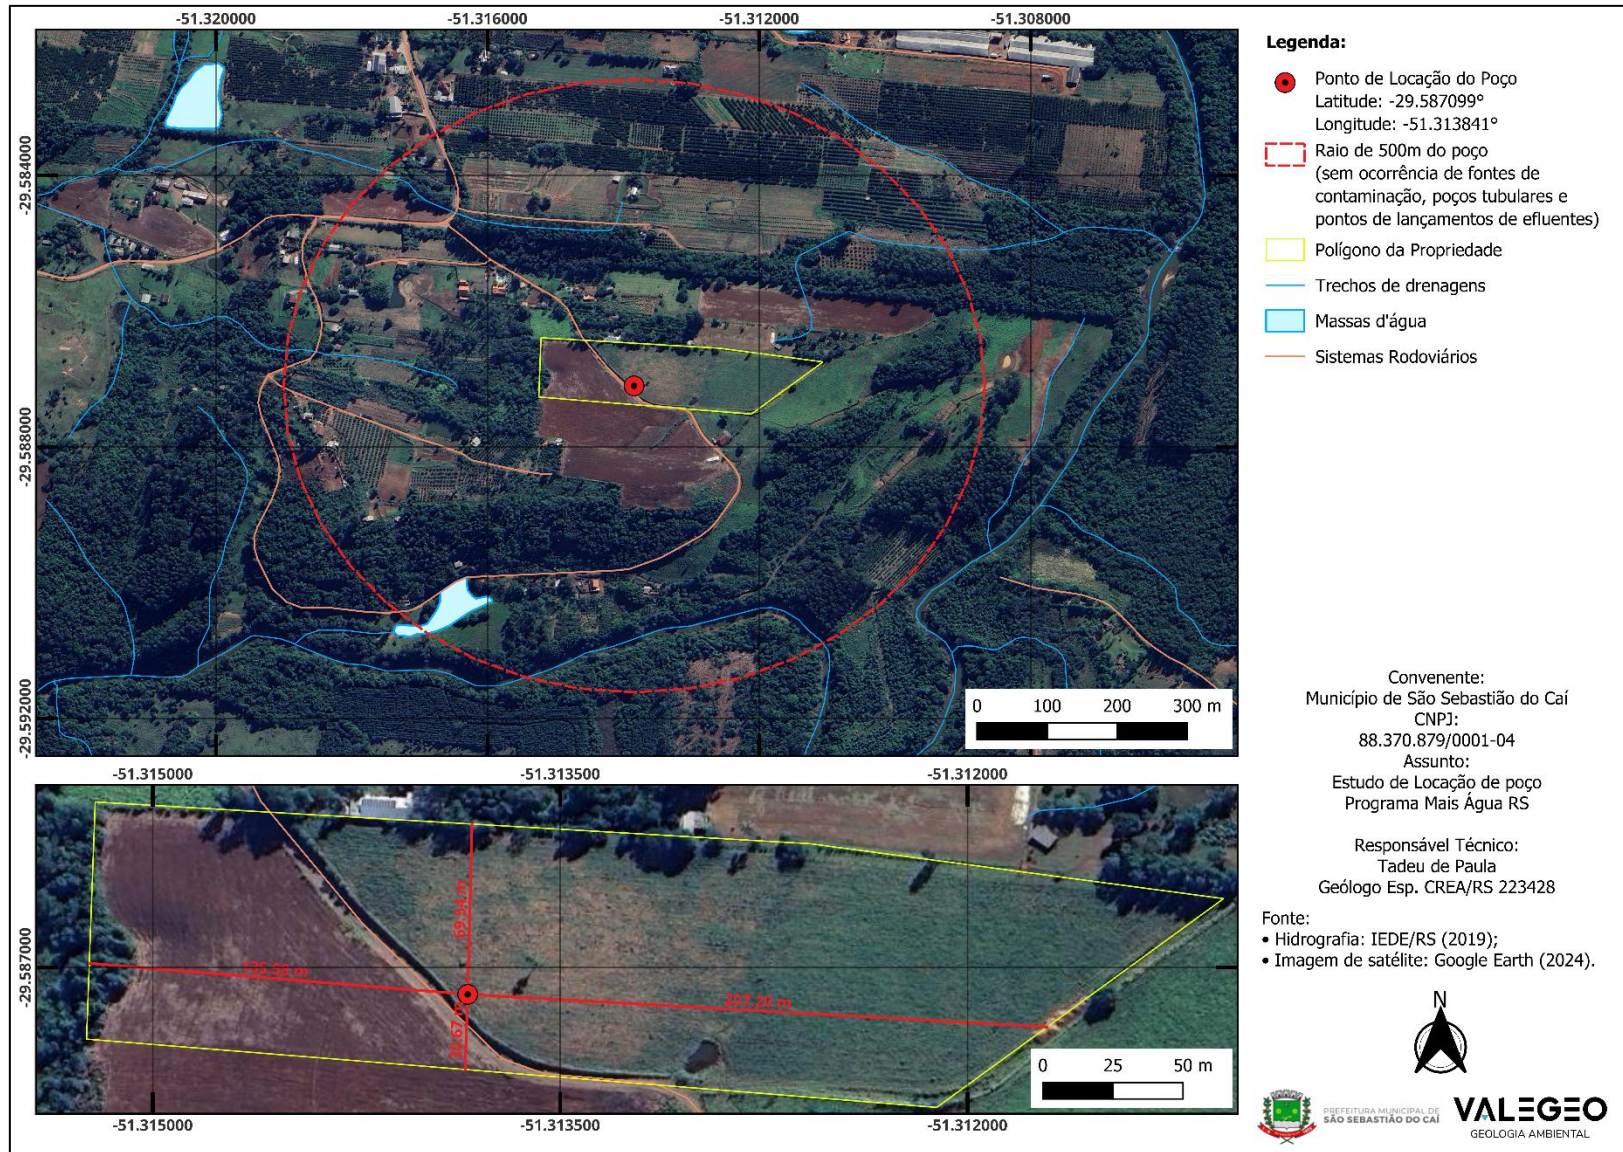 -51.320000
-51.316000
-51.312000
-51.308000
-29.584000
-29.588000
-29.592000
0 100 200 300 m
-51.315000
-51.313500
-51.312000
69.54 m
135.58 m
207.20 m
-29.587000
0 25 50 m
-51.315000
-51.313500
-51.312000
Legenda:
Ponto de Locação do Poço
Latitude: -29.587099°
Longitude: -51.313841°
Raio de 500m do poço
(sem ocorrência de fontes de
contaminação, poços tubulares e
pontos de lançamentos de efluentes)
Polígono da Propriedade
Trechos de drenagens
Massas d'água
Sistemas Rodoviários
Convenente:
Município de São Sebastião do Caí
CNPJ:
88.370.879/0001-04
Assunto:
Estudo de Locação de poço
Programa Mais Água RS
Responsável Técnico:
Tadeu de Paula
Geólogo Esp. CREA/RS 223428
Fonte:
• Hidrografia: IEDE/RS (2019);
• Imagem de satélite: Google Earth (2024).
N
PREFEITURA MUNICIPAL DE
SÃO SEBASTIÃO DO CAÍ
VALEGEO
GEOLOGIA AMBIENTAL